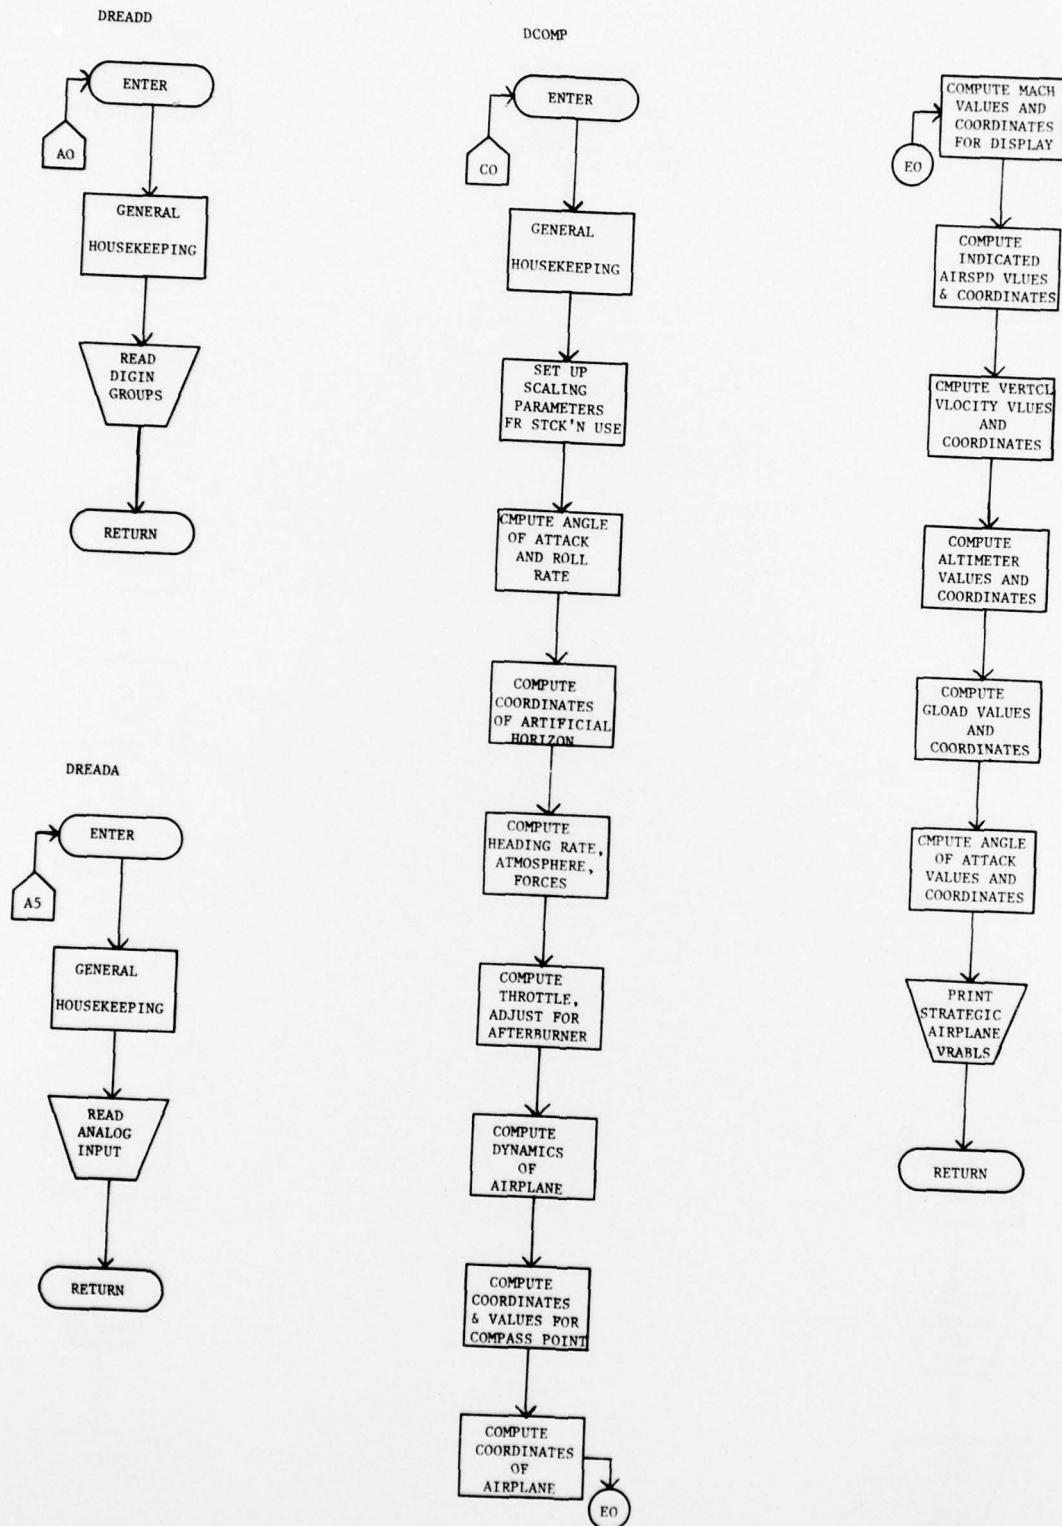 DREADD
ENTER
A0
GENERAL
HOUSEKEEPING
READ
DIGIN
GROUPS
RETURN
DREADA
ENTER
A5
GENERAL
HOUSEKEEPING
READ
ANALOG
INPUT
RETURN
DCOMP
ENTER
C0
GENERAL
HOUSEKEEPING
SET UP
SCALING
PARAMETERS
FR STCK'N USE
CMPUTE ANGLE
OF ATTACK
AND ROLL
RATE
COMPUTE
COORDINATES
OF ARTIFICIAL
HORIZON
COMPUTE
HEADING RATE,
ATMOSPHERE,
FORCES
COMPUTE
THROTTLE,
ADJUST FOR
AFTERBURNER
COMPUTE
DYNAMICS
OF
AIRPLANE
COMPUTE
COORDINATES
& VALUES FOR
COMPASS POINT
COMPUTE
COORDINATES
OF
AIRPLANE
E0
COMPUTE MACH
VALUES AND
COORDINATES
FOR DISPLAY
E0
COMPUTE
INDICATED
AIRSPD VLUES
& COORDINATES
CMPUTE VERTCL
VLOCITY VLUES
AND
COORDINATES
COMPUTE
ALTIMETER
VALUES AND
COORDINATES
COMPUTE
GLOAD VALUES
AND
COORDINATES
CMPUTE ANGLE
OF ATTACK
VALUES AND
COORDINATES
PRINT
STRATEGIC
AIRPLANE
VRABLS
RETURN